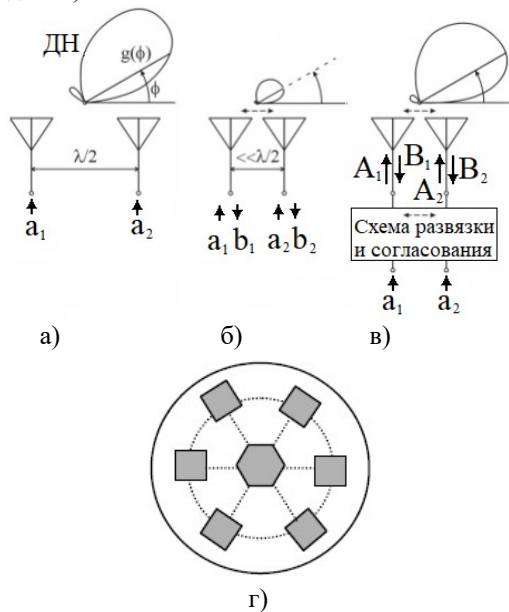 ДН
g(ϕ)
ϕ
λ/2
<<λ/2
a₁
a₂
a₁ b₁ a₂ b₂
A₁
B₁
A₂
B₂
Схема развязки
и согласования
a₁
a₂
а)
б)
в)
г)